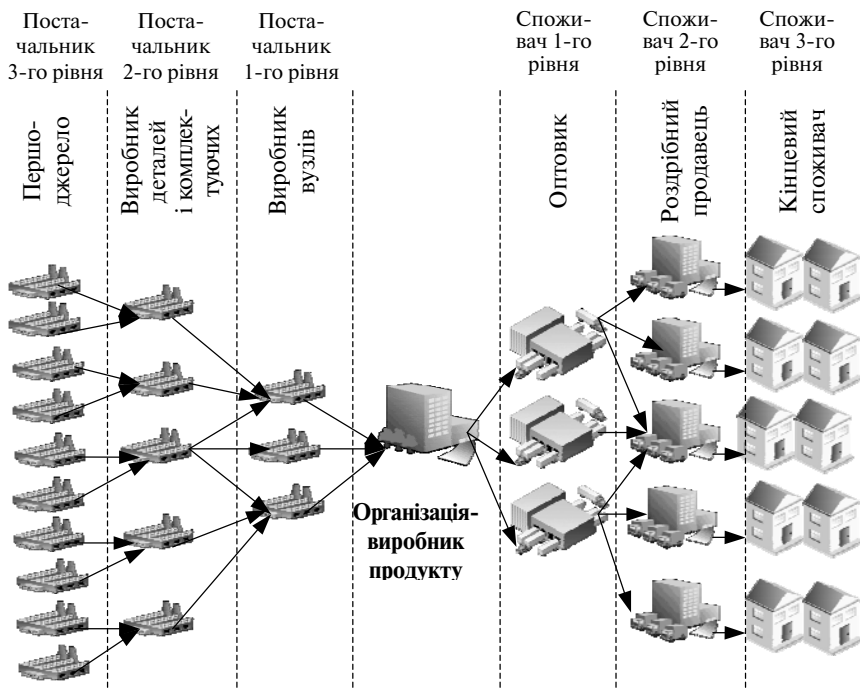 Поста-
чальник
3-го рівня
Поста-
чальник
2-го рівня
Поста-
чальник
1-го рівня
Спожи-
вач 1-го
рівня
Спожи-
вач 2-го
рівня
Спожи-
вач 3-го
рівня
Першо-
джерело
Виробник
деталей
і комплек-
туючих
Виробник
вузлів
Оптовик
Роздрібний
продавець
Кінцевий
споживач
Організація-
виробник
продукту